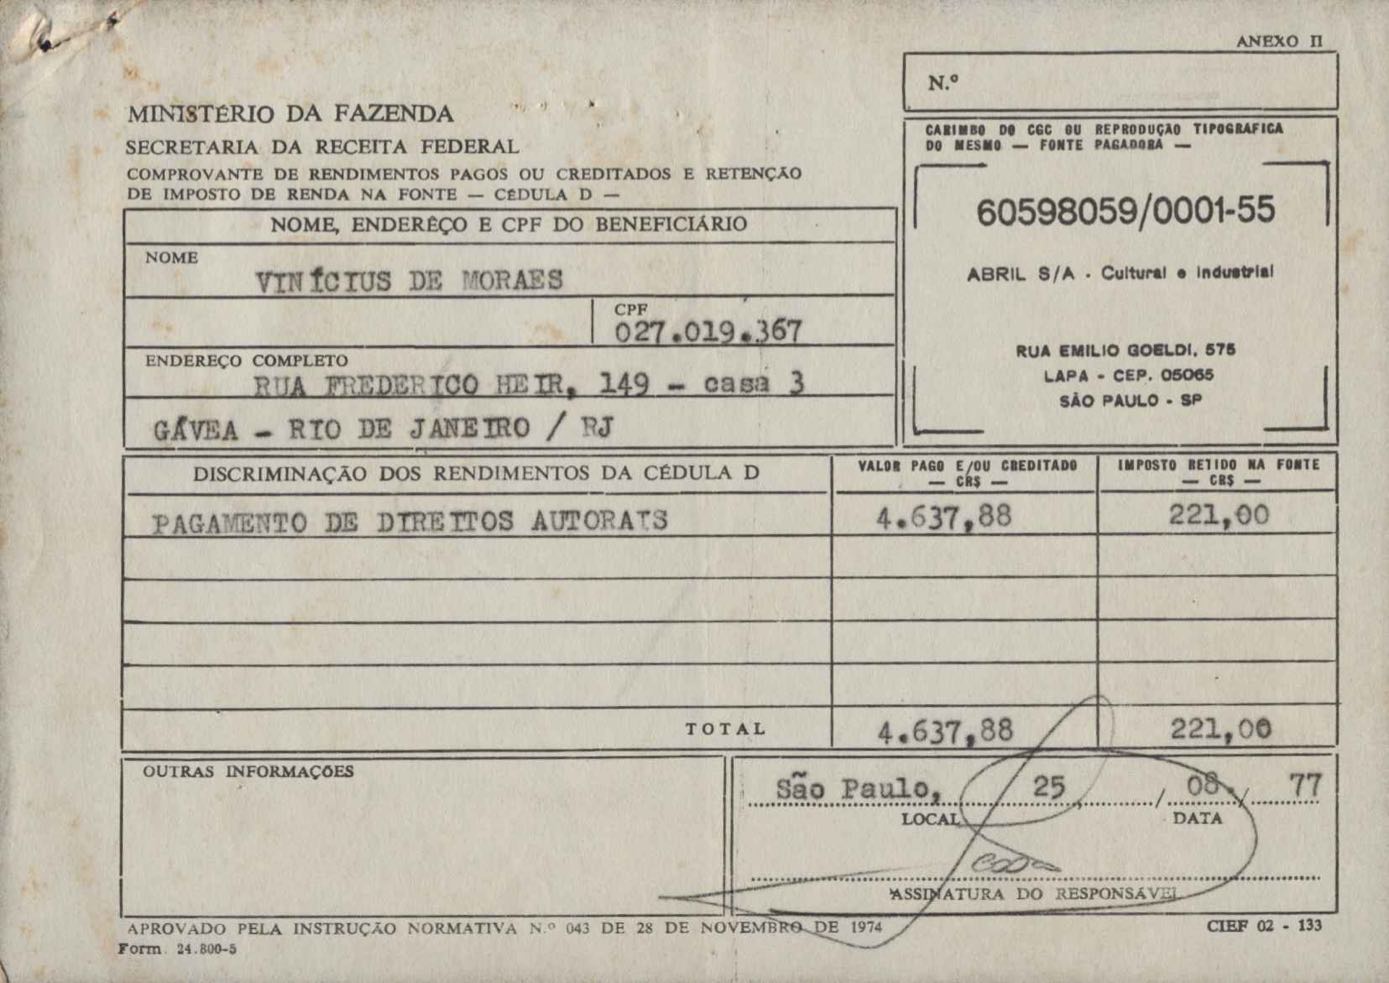 ANEXO II
N.º
MINISTÉRIO DA FAZENDA
SECRETARIA DA RECEITA FEDERAL
COMPROVANTE DE RENDIMENTOS PAGOS OU CREDITADOS E RETENÇÃO
DE IMPOSTO DE RENDA NA FONTE — CÉDULA D —
CARIMBO DO CGC OU REPRODUÇÃO TIPOGRAFICA
DO MESMO — FONTE PAGADORA —
60598059/0001-55
ABRIL S/A - Cultural e Industrial
RUA EMILIO GOELDI, 575
LAPA - CEP. 05065
SÃO PAULO - SP
NOME, ENDERÊÇO E CPF DO BENEFICIÁRIO
NOME
VINÍCIUS DE MORAES
CPF
027.019.367
ENDEREÇO COMPLETO
RUA FREDERICO HEIR, 149 - casa 3
GÁVEA - RIO DE JANEIRO / RJ
DISCRIMINAÇÃO DOS RENDIMENTOS DA CÉDULA D
VALOR PAGO E/OU CREDITADO
— CR$ —
IMPOSTO RETIDO NA FONTE
— CR$ —
PAGAMENTO DE DIREITOS AUTORAIS 4.637,88 221,00
TOTAL 4.637,88 221,00
OUTRAS INFORMAÇÕES
São Paulo, 25 / 08 / 77
LOCAL DATA
ASSINATURA DO RESPONSÁVEL
APROVADO PELA INSTRUÇÃO NORMATIVA N.º 043 DE 28 DE NOVEMBRO DE 1974
CIEF 02 - 133
Form. 24.800-5